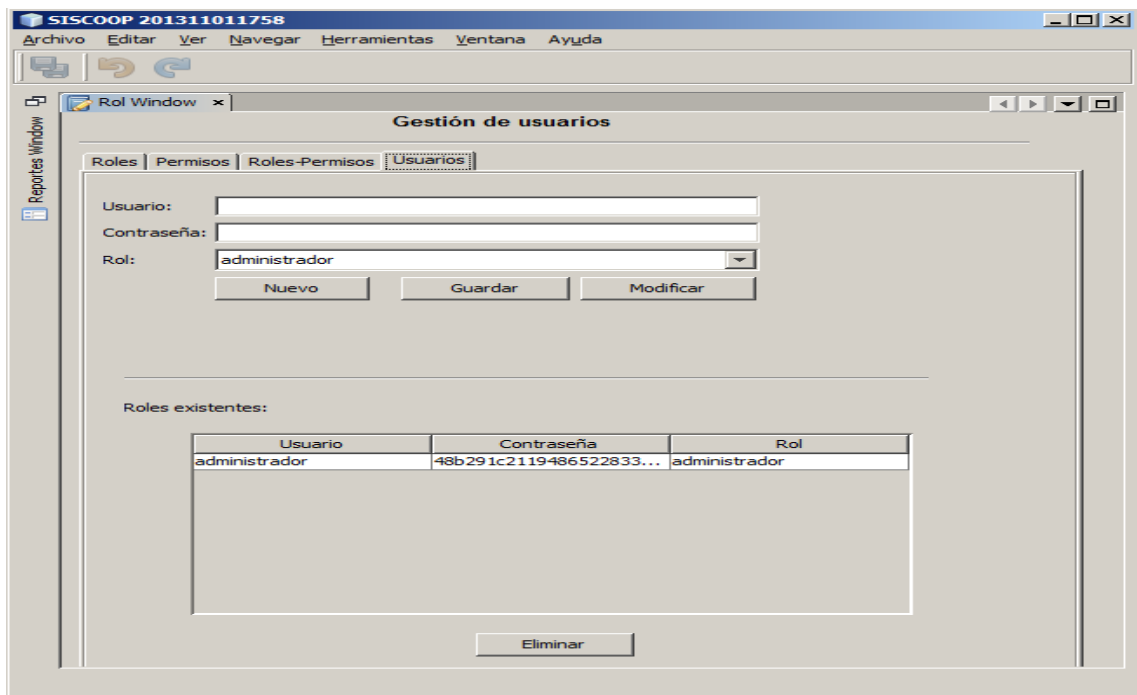 SISCOOP 201311011758
Archivo Editar Ver Navegar Herramientas Ventana Ayuda
Reportes Window
Rol Window
Gestión de usuarios
Roles Permisos Roles-Permisos Usuarios
Usuario:
Contraseña:
Rol: administrador
Nuevo Guardar Modificar
Roles existentes:
Usuario Contraseña Rol
administrador 48b291c2119486522833... administrador
Eliminar